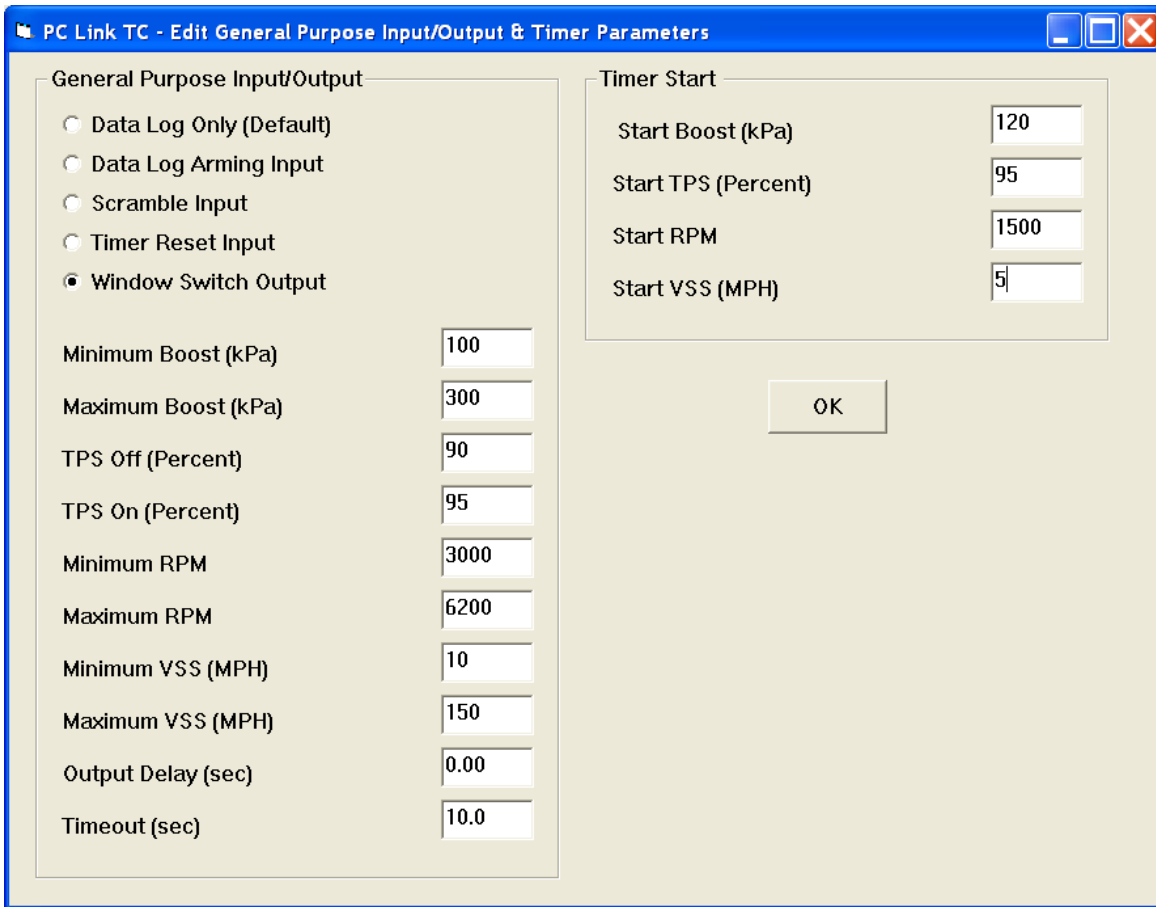 PC Link TC - Edit General Purpose Input/Output & Timer Parameters
General Purpose Input/Output
Data Log Only (Default)
Data Log Arming Input
Scramble Input
Timer Reset Input
Window Switch Output
Minimum Boost (kPa) 100
Maximum Boost (kPa) 300
TPS Off (Percent) 90
TPS On (Percent) 95
Minimum RPM 3000
Maximum RPM 6200
Minimum VSS (MPH) 10
Maximum VSS (MPH) 150
Output Delay (sec) 0.00
Timeout (sec) 10.0
Timer Start
Start Boost (kPa) 120
Start TPS (Percent) 95
Start RPM 1500
Start VSS (MPH) 5
OK